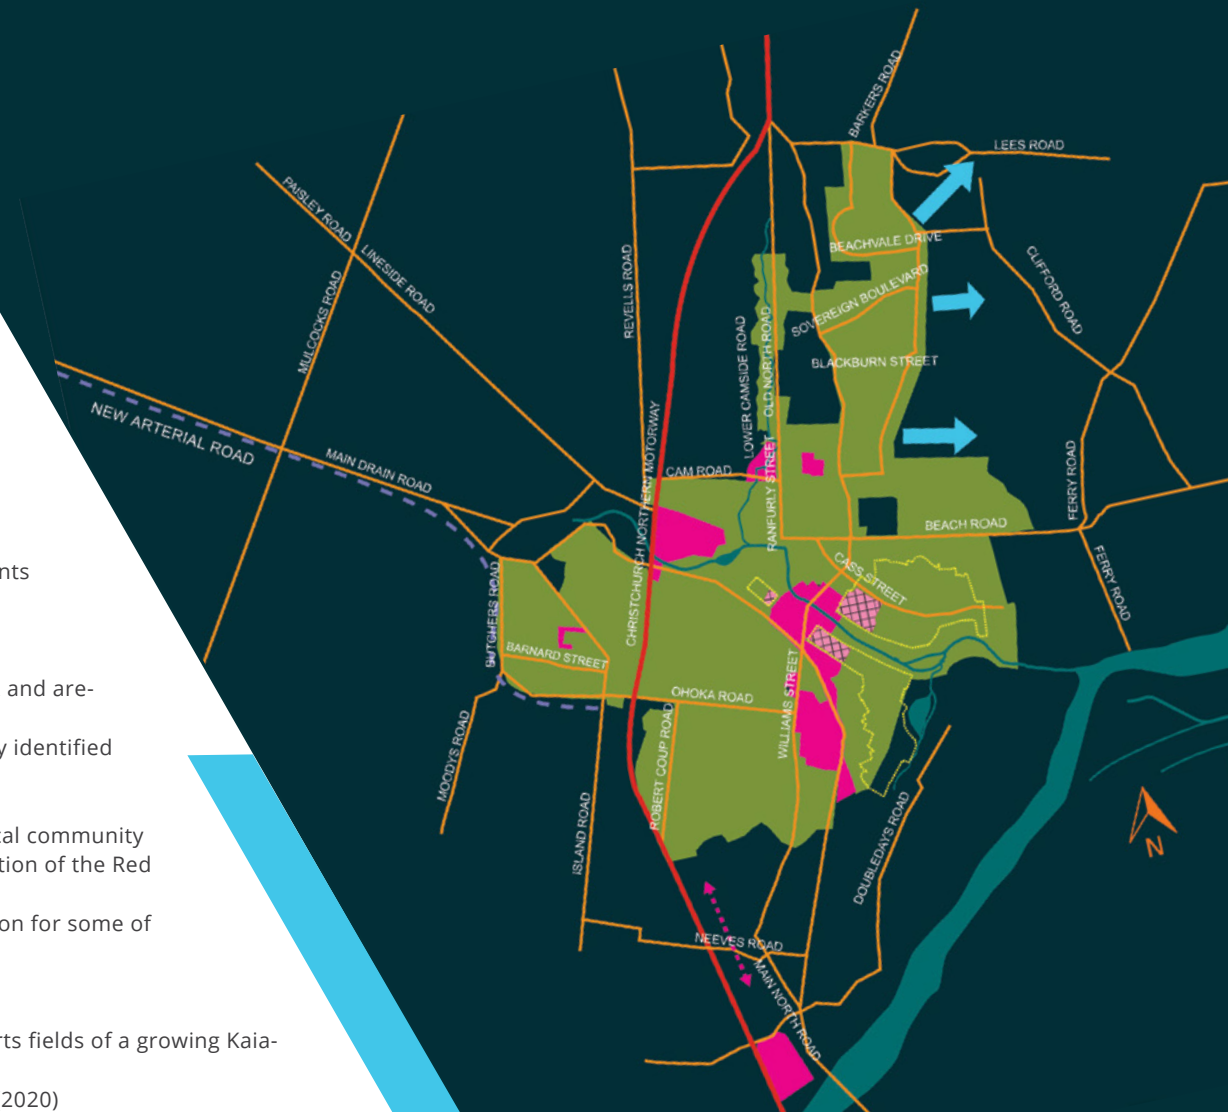 nts
and are-
y identified
tal community
tion of the Red
on for some of
rts fields of a growing Kaia-
2020)
BARKERS ROAD
LEES ROAD
PAISLEY ROAD
LINESIDE ROAD
MULCOCKS ROAD
REVELLS ROAD
BEACHVALE DRIVE
SOVEREIGN BOULEVARD
CLIFFORD ROAD
LOWER CAMSIDE ROAD
OLD NORTH ROAD
BLACKBURN STREET
NEW ARTERIAL ROAD
MAIN DRAIN ROAD
CHRISTCHURCH NORTHERN MOTORWAY
CAM ROAD
RANFURLY STREET
FERRY ROAD
BEACH ROAD
CASS STREET
FERRY ROAD
BUTCHERS ROAD
BARNARD STREET
OHOKA ROAD
WILLIAMS STREET
MOODYS ROAD
ROBERT COUP ROAD
ISLAND ROAD
DOUBLEDAYS ROAD
N
NEEVES ROAD
MAIN NORTH ROAD